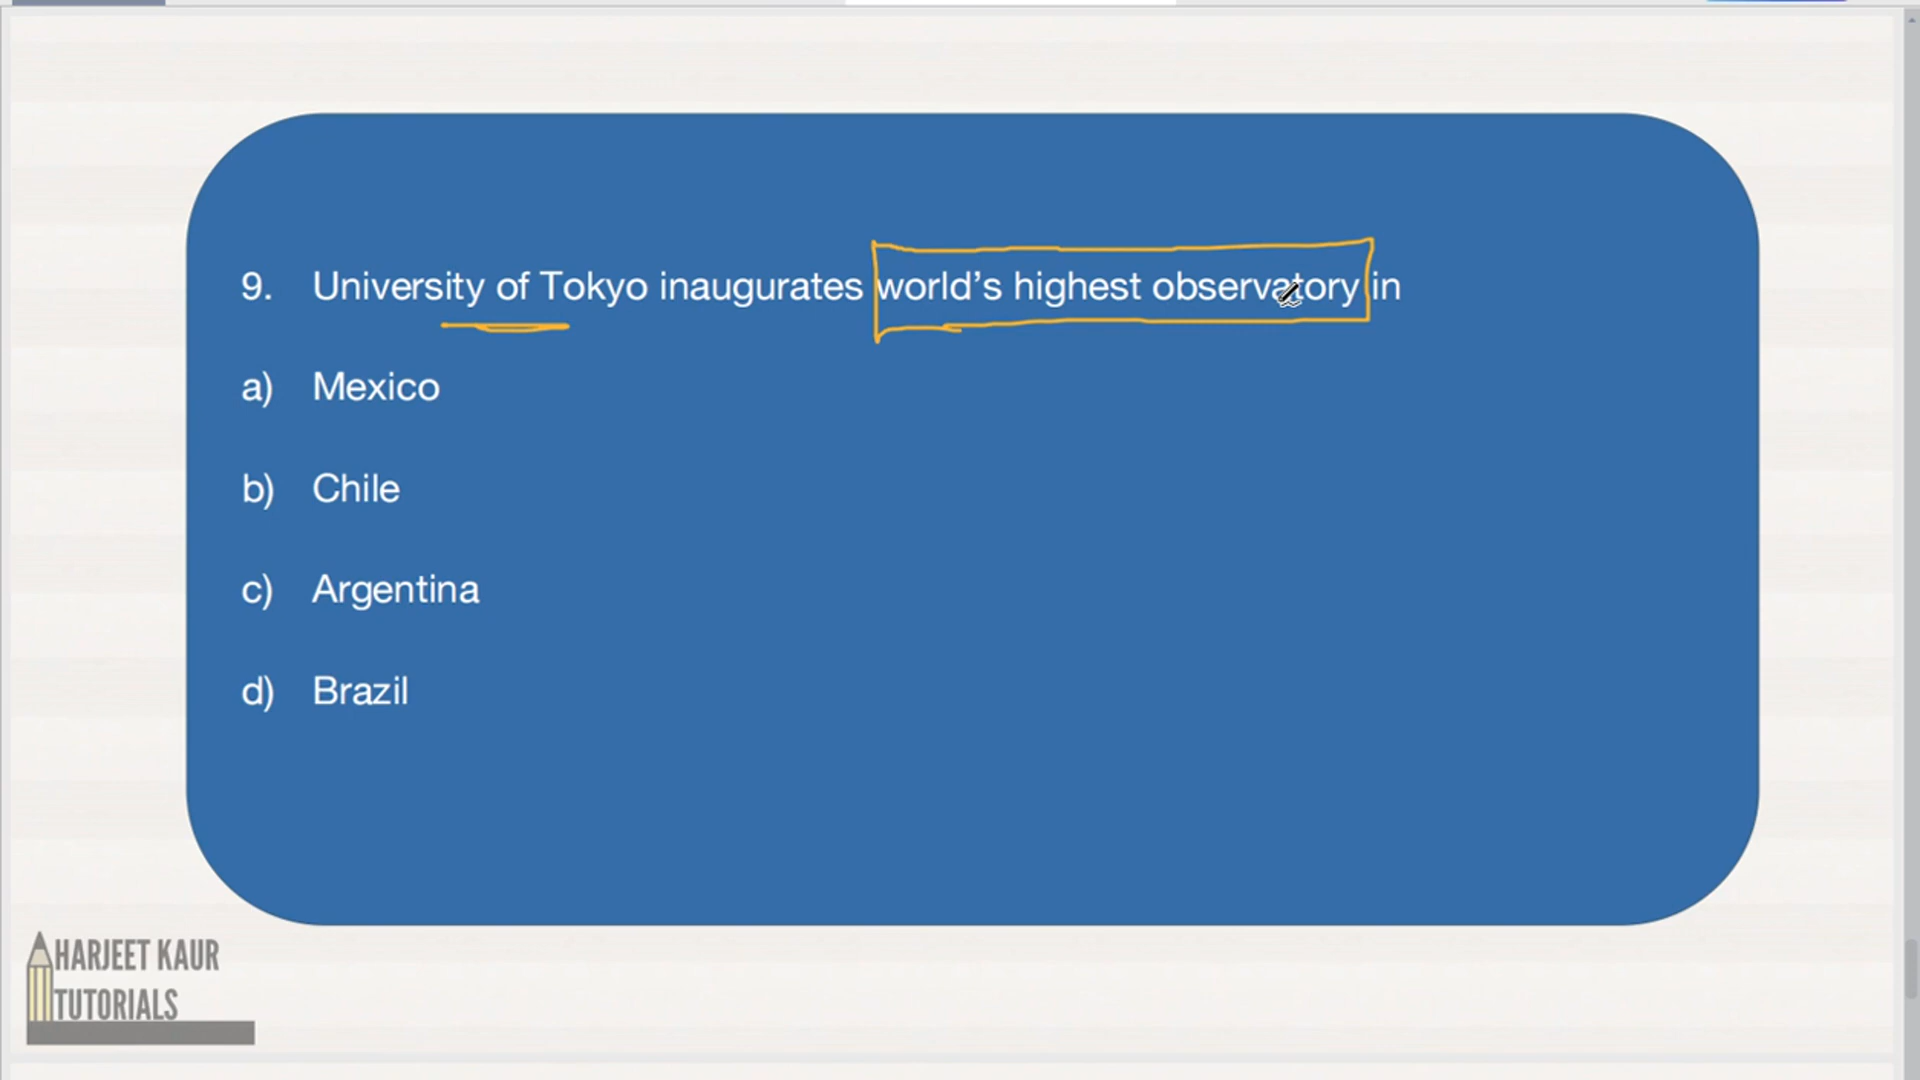 9. University of Tokyo inaugurates world’s highest observatory in
a) Mexico
b) Chile
c) Argentina
d) Brazil
HARJEET KAUR
TUTORIALS